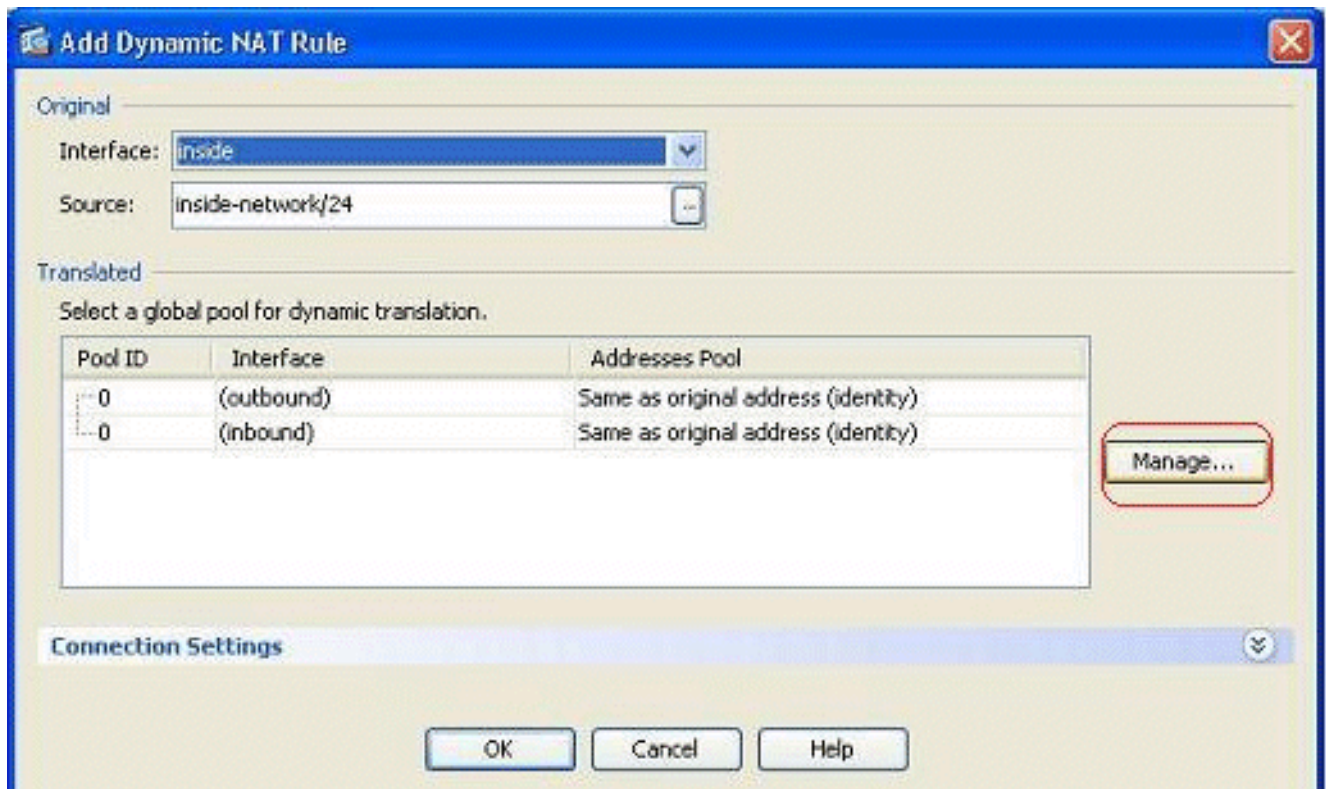 Add Dynamic NAT Rule
Original
Interface: inside
Source: inside-network/24 ...
Translated
Select a global pool for dynamic translation.
Pool ID Interface Addresses Pool
0 (outbound) Same as original address (identity)
0 (inbound) Same as original address (identity)
Manage...
Connection Settings
OK Cancel Help